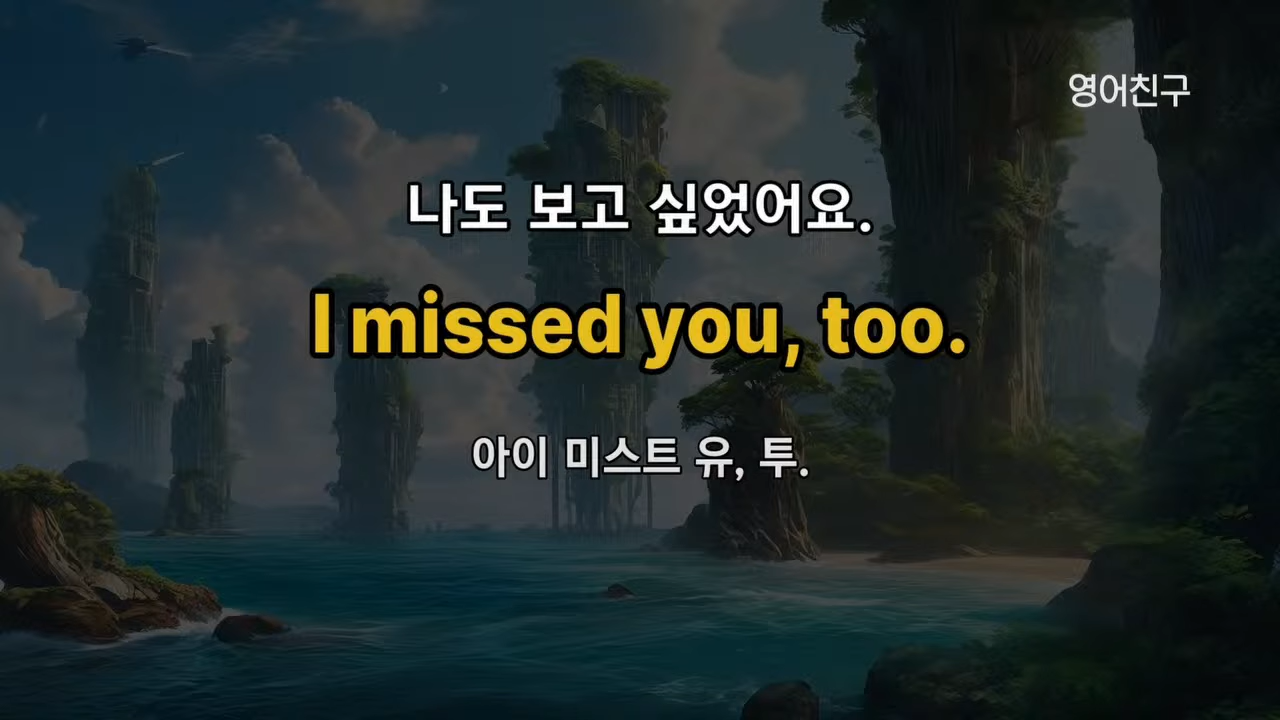 영어친구
나도 보고 싶었어요.
I missed you, too.
아이 미스트 유, 투.